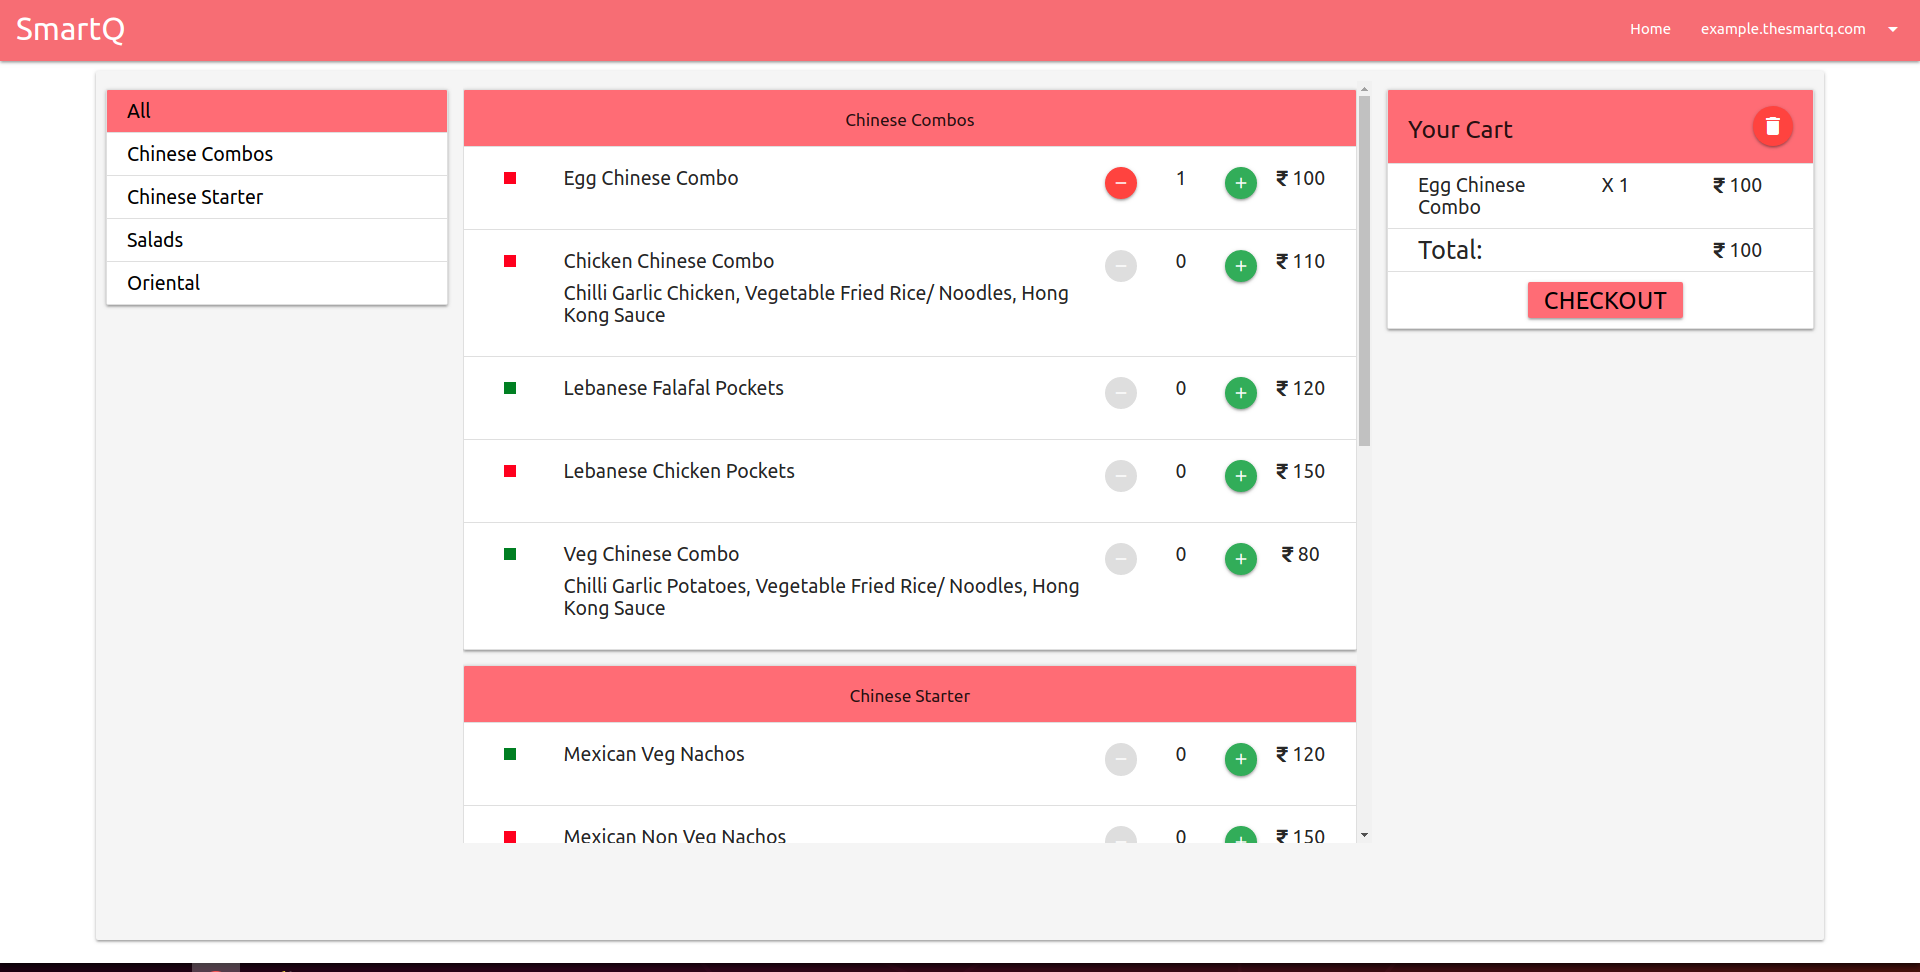 SmartQ
Home
example.thesmartq.com
All
Chinese Combos
Chinese Starter
Salads
Oriental
Chinese Combos
Egg Chinese Combo
1
₹ 100
Chicken Chinese Combo
0
₹ 110
Chilli Garlic Chicken, Vegetable Fried Rice/ Noodles, Hong
Kong Sauce
Lebanese Falafal Pockets
0
₹ 120
Lebanese Chicken Pockets
0
₹ 150
Veg Chinese Combo
0
₹ 80
Chilli Garlic Potatoes, Vegetable Fried Rice/ Noodles, Hong
Kong Sauce
Chinese Starter
Mexican Veg Nachos
0
₹ 120
Mexican Non Veg Nachos
0
₹ 150
Your Cart
Egg Chinese
Combo
X 1
₹ 100
Total:
₹ 100
CHECKOUT